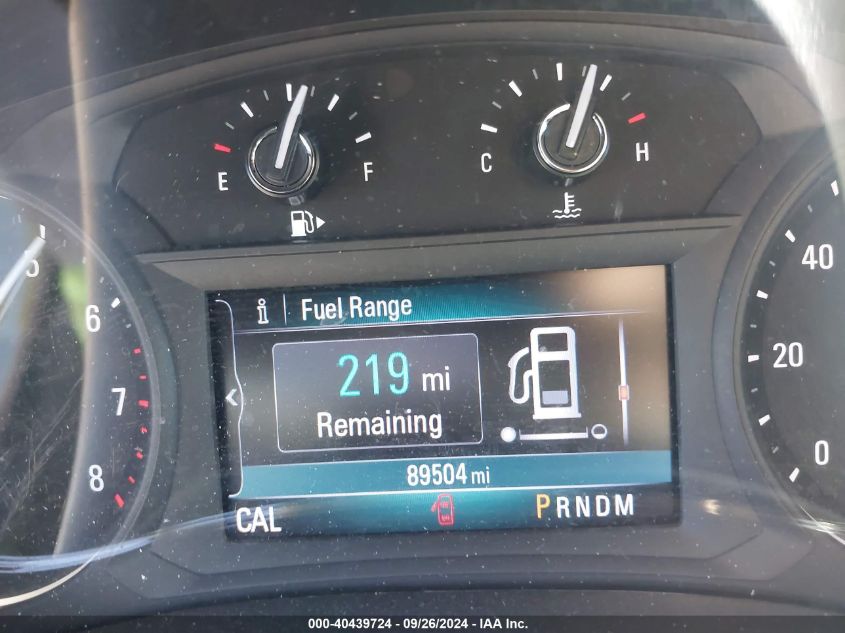 E F
C H
5
6
7
8
i Fuel Range
219 mi
Remaining
89504 mi
CAL
PRNDM
40
20
0
000-40439724 - 09/26/2024 - IAA Inc.